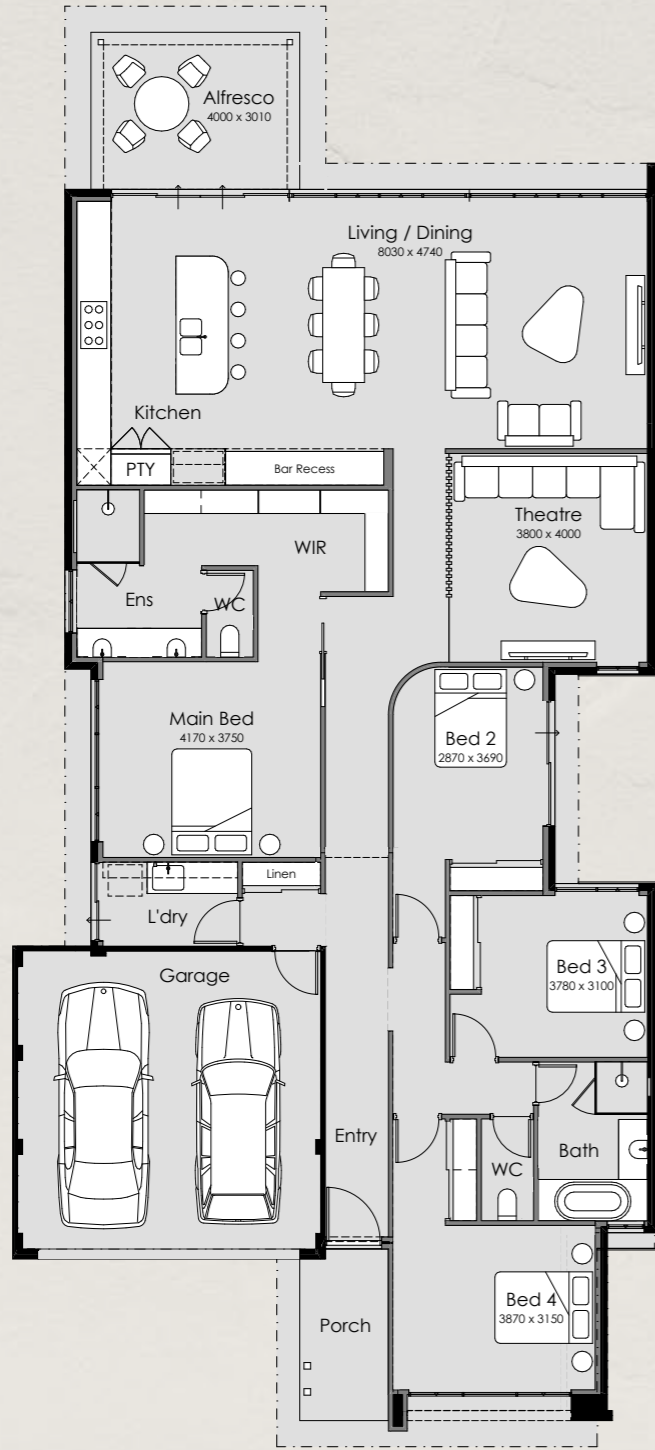 Alfresco
4000 x 3010
Living / Dining
8030 x 4740
Kitchen
PTY
Bar Recess
Theatre
3800 x 4000
WIR
Ens
WC
Main Bed
4170 x 3750
Bed 2
2870 x 3690
Linen
L'dry
Garage
Bed 3
3780 x 3100
Entry
WC
Bath
Bed 4
3870 x 3150
Porch